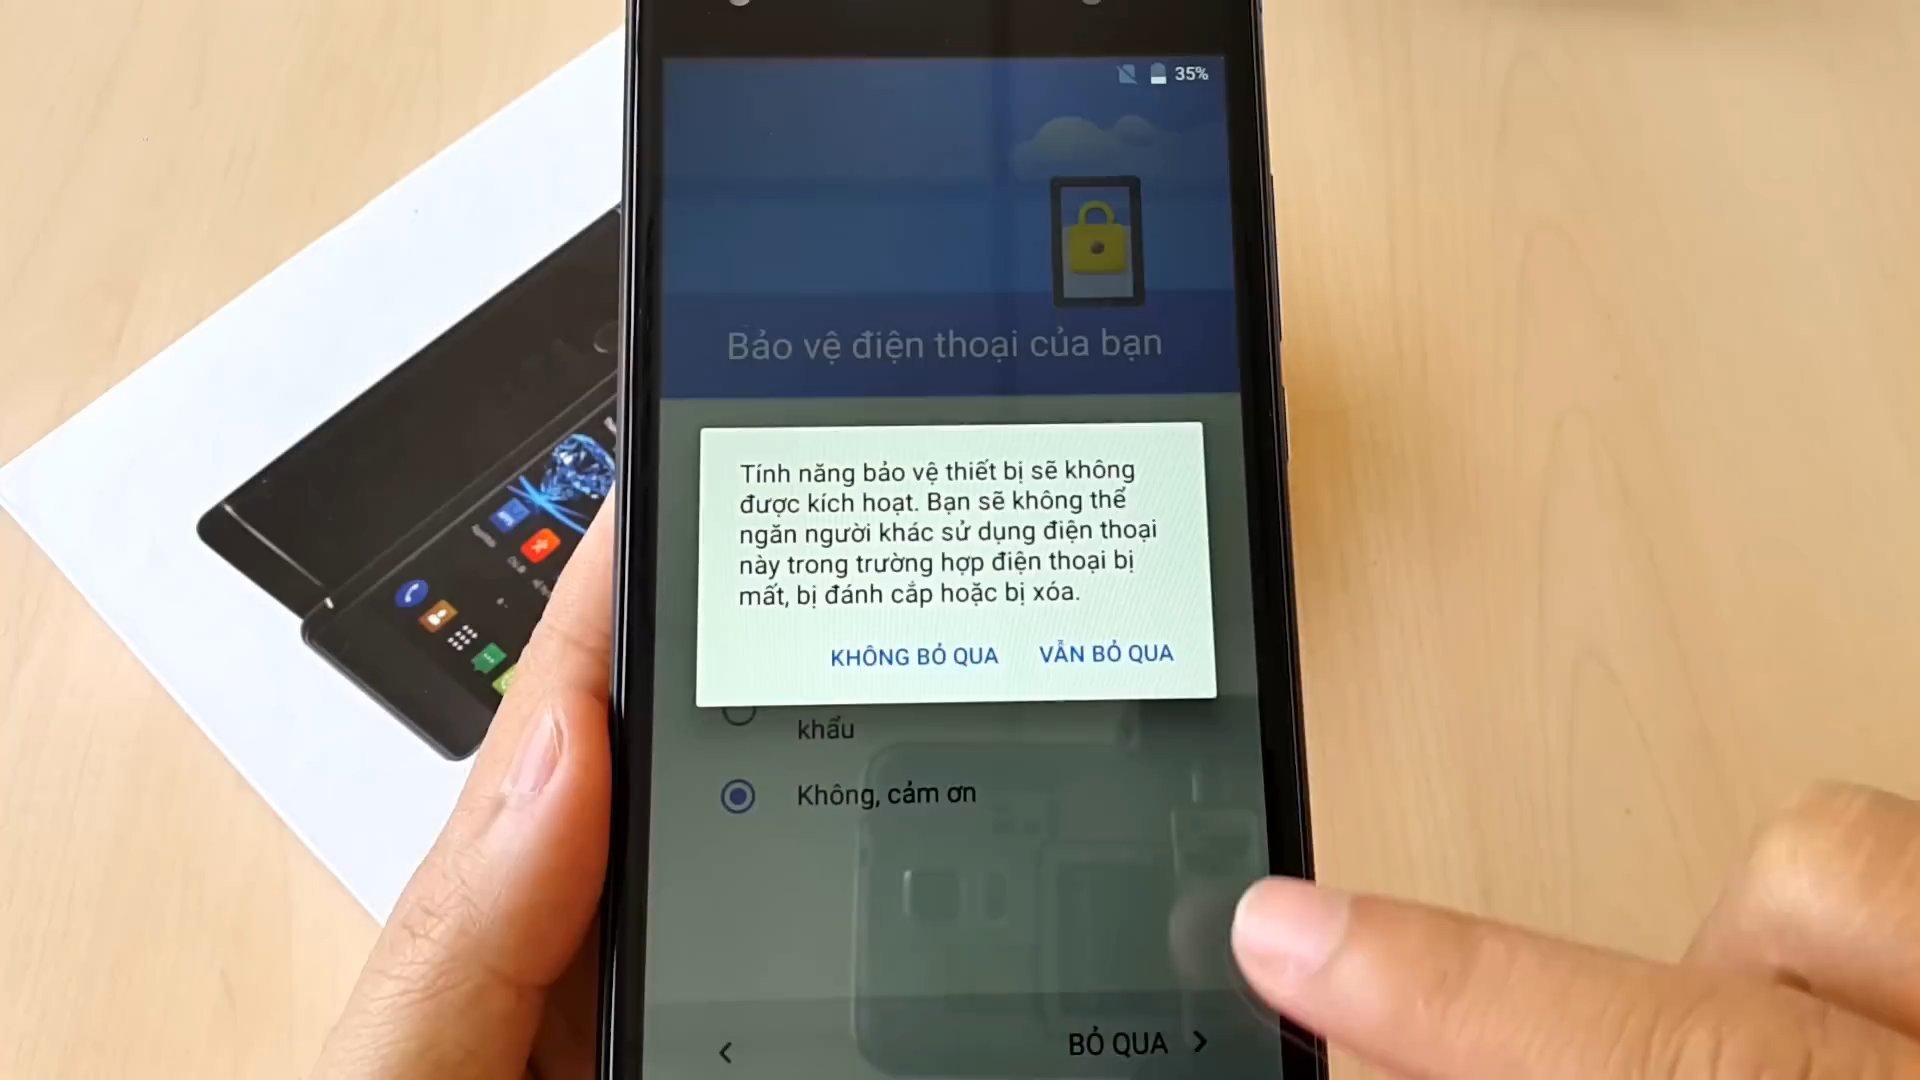 35%
Bảo vệ điện thoại của bạn
Tính năng bảo vệ thiết bị sẽ không
được kích hoạt. Bạn sẽ không thể
ngăn người khác sử dụng điện thoại
này trong trường hợp điện thoại bị
mất, bị đánh cắp hoặc bị xóa.
KHÔNG BỎ QUA VẪN BỎ QUA
khẩu
Không, cảm ơn
BỎ QUA